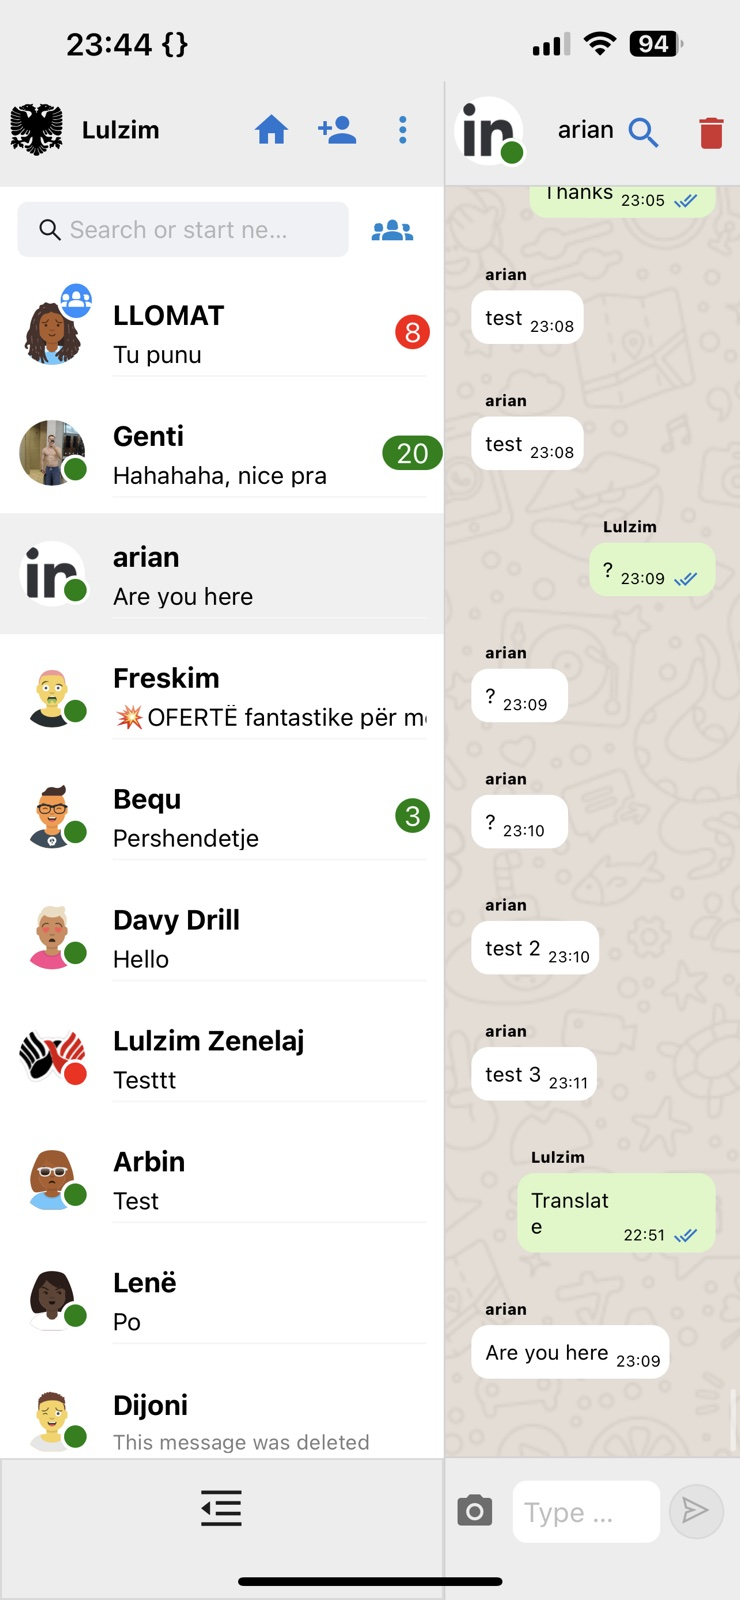 23:44 {}
94
Lulzim
in
arian
Search or start ne...
LLOMAT
Tu punu
8
Genti
Hahahaha, nice pra
20
in
arian
Are you here
Freskim
💥 OFERTË fantastike për m
Bequ
Pershendetje
3
Davy Drill
Hello
Lulzim Zenelaj
Testtt
Arbin
Test
Lenë
Po
Dijoni
This message was deleted
Thanks 23:05
arian
test 23:08
arian
test 23:08
Lulzim
? 23:09
arian
? 23:09
arian
? 23:10
arian
test 2 23:10
arian
test 3 23:11
Lulzim
Translat
e 22:51
arian
Are you here 23:09
Type ...